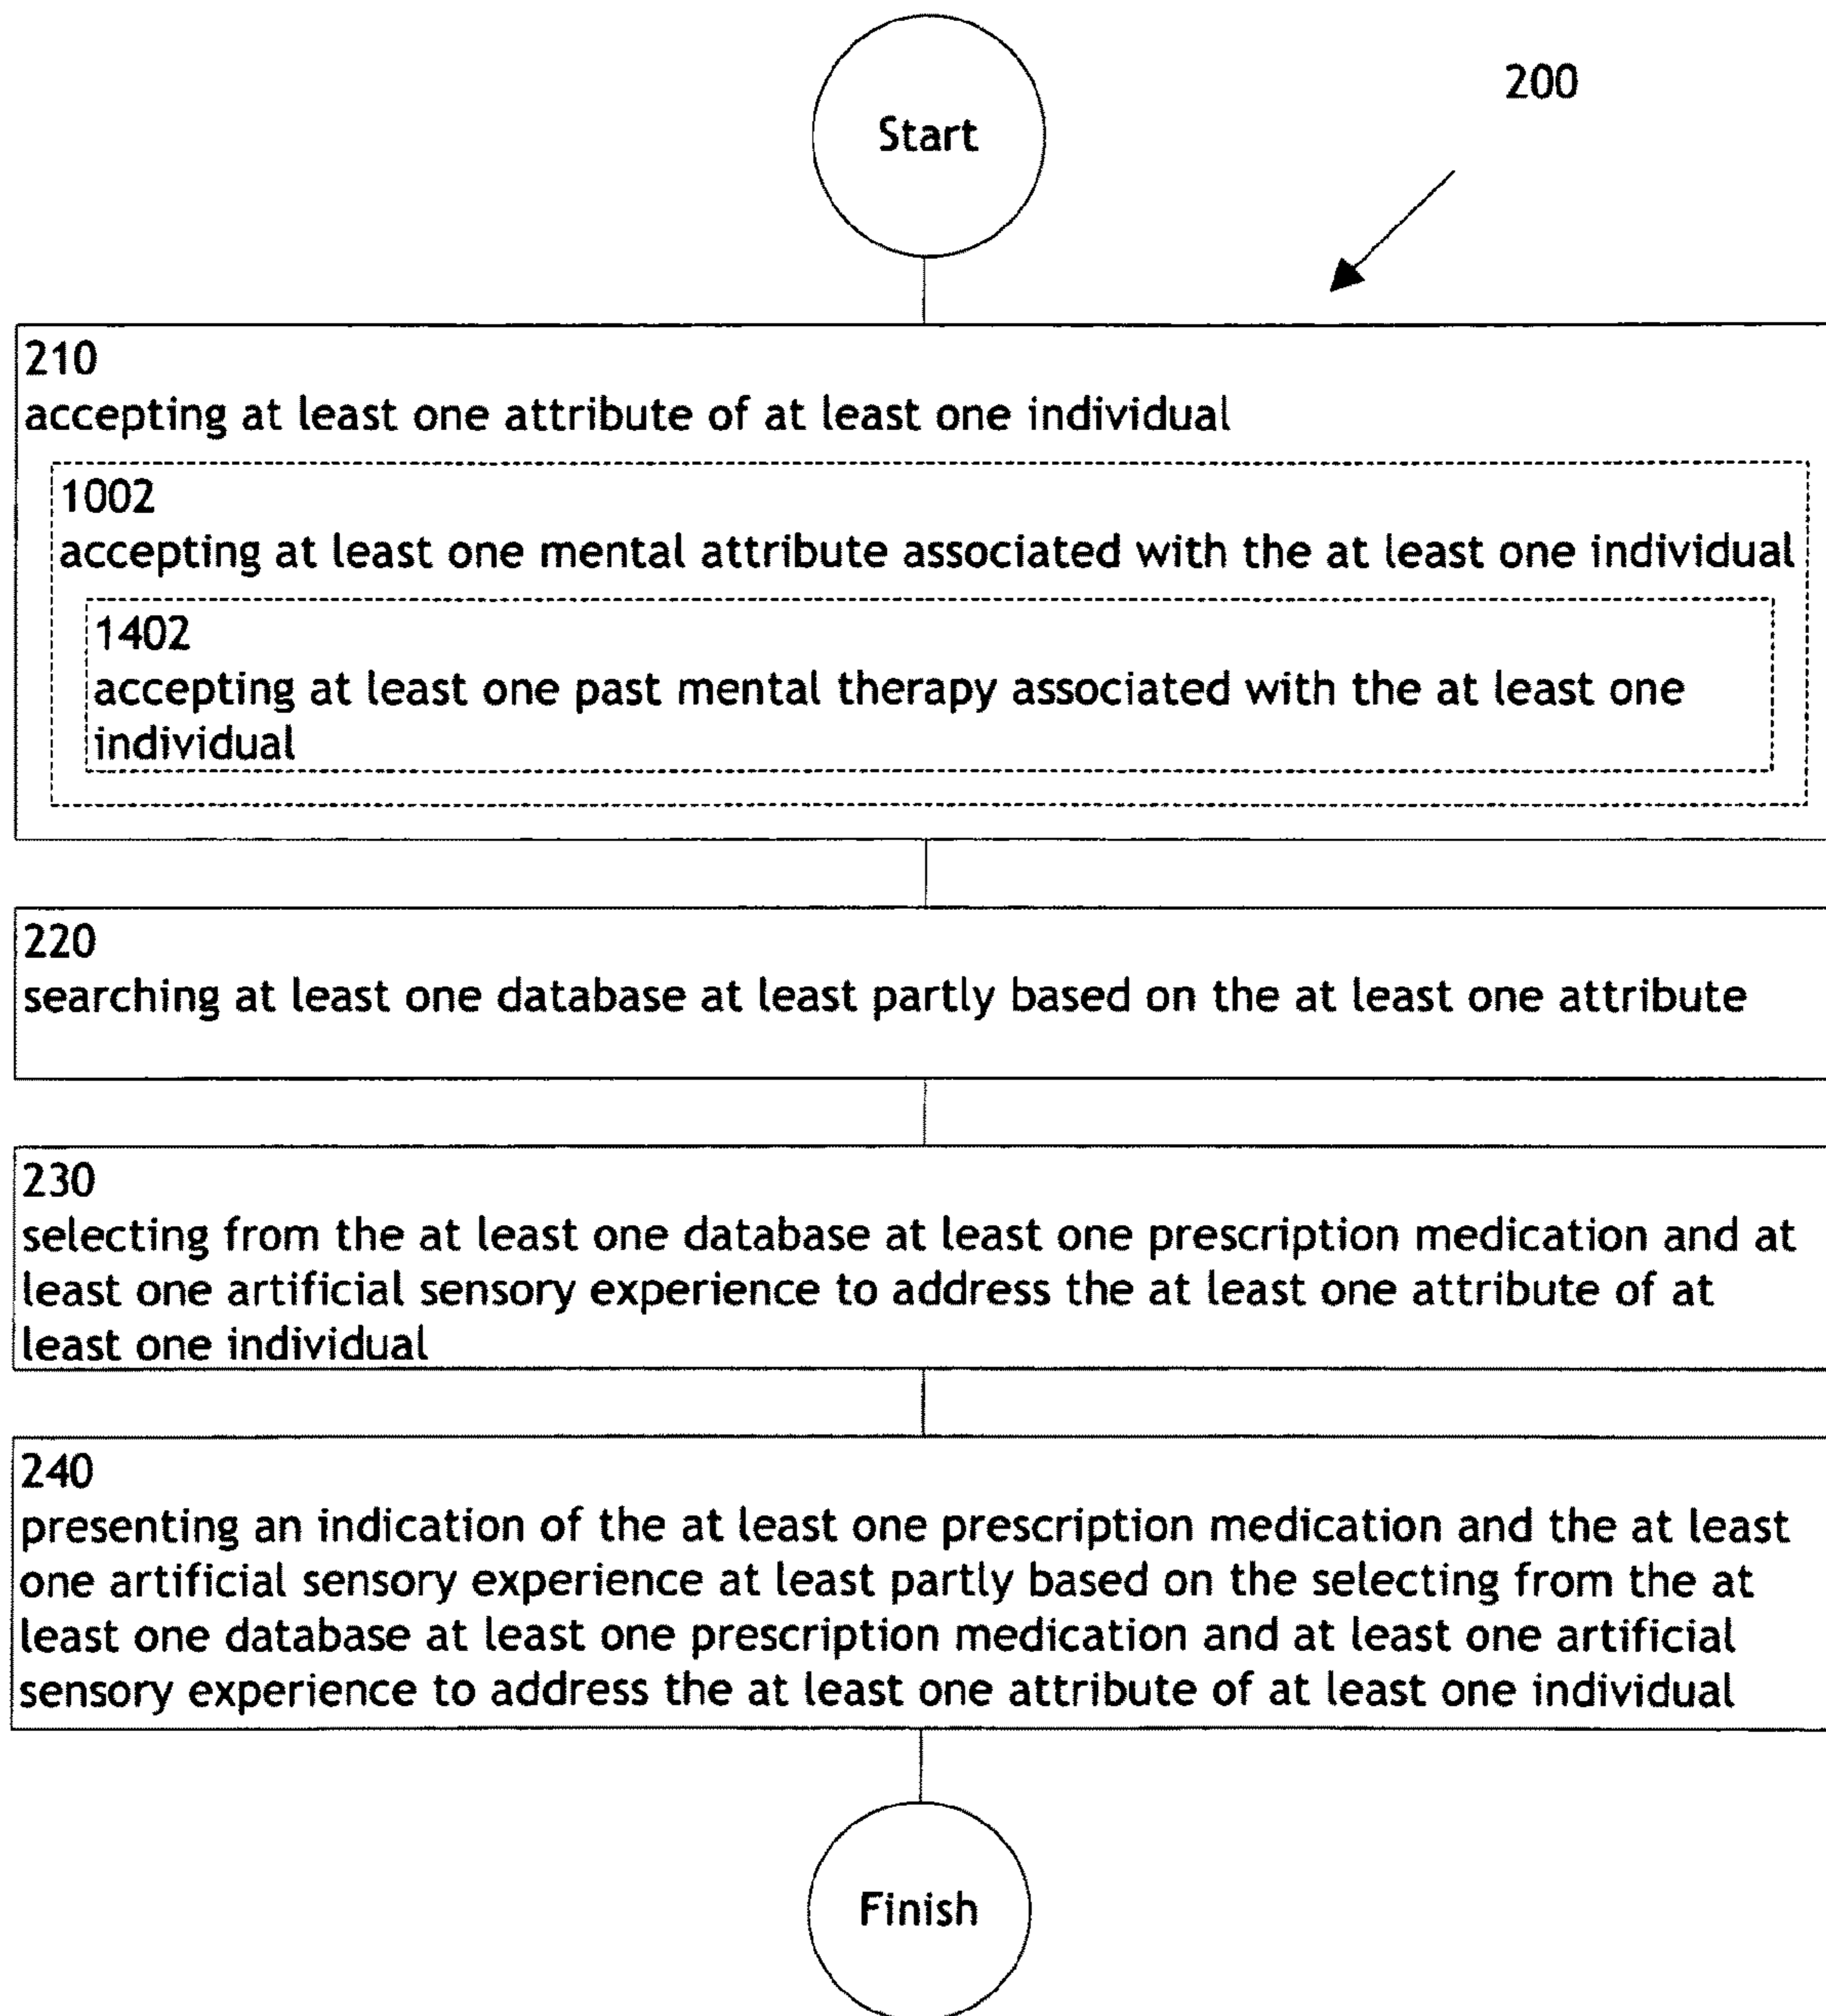 Start
200
210
accepting at least one attribute of at least one individual
1002
accepting at least one mental attribute associated with the at least one individual
1402
accepting at least one past mental therapy associated with the at least one
individual
220
searching at least one database at least partly based on the at least one attribute
230
selecting from the at least one database at least one prescription medication and at
least one artificial sensory experience to address the at least one attribute of at
least one individual
240
presenting an indication of the at least one prescription medication and the at least
one artificial sensory experience at least partly based on the selecting from the at
least one database at least one prescription medication and at least one artificial
sensory experience to address the at least one attribute of at least one individual
Finish